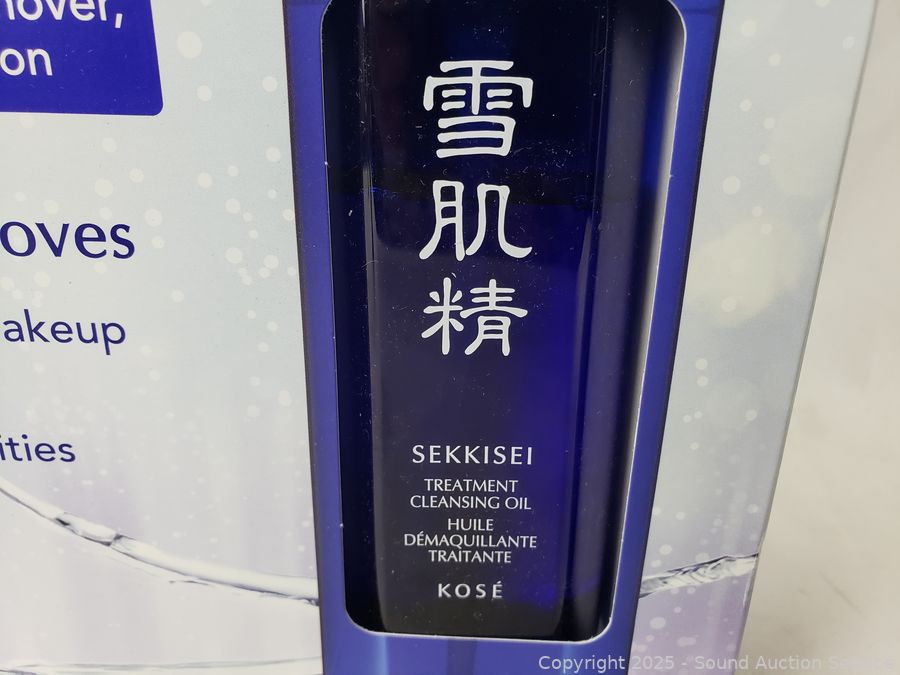 on
雪肌精
oves
akeup
ities
SEKKISEI
TREATMENT
CLEANSING OIL
HUILE
DÉMAQUILLANTE
TRAITANTE
KOSÉ
Copyright 2025 - Sound Auction Service